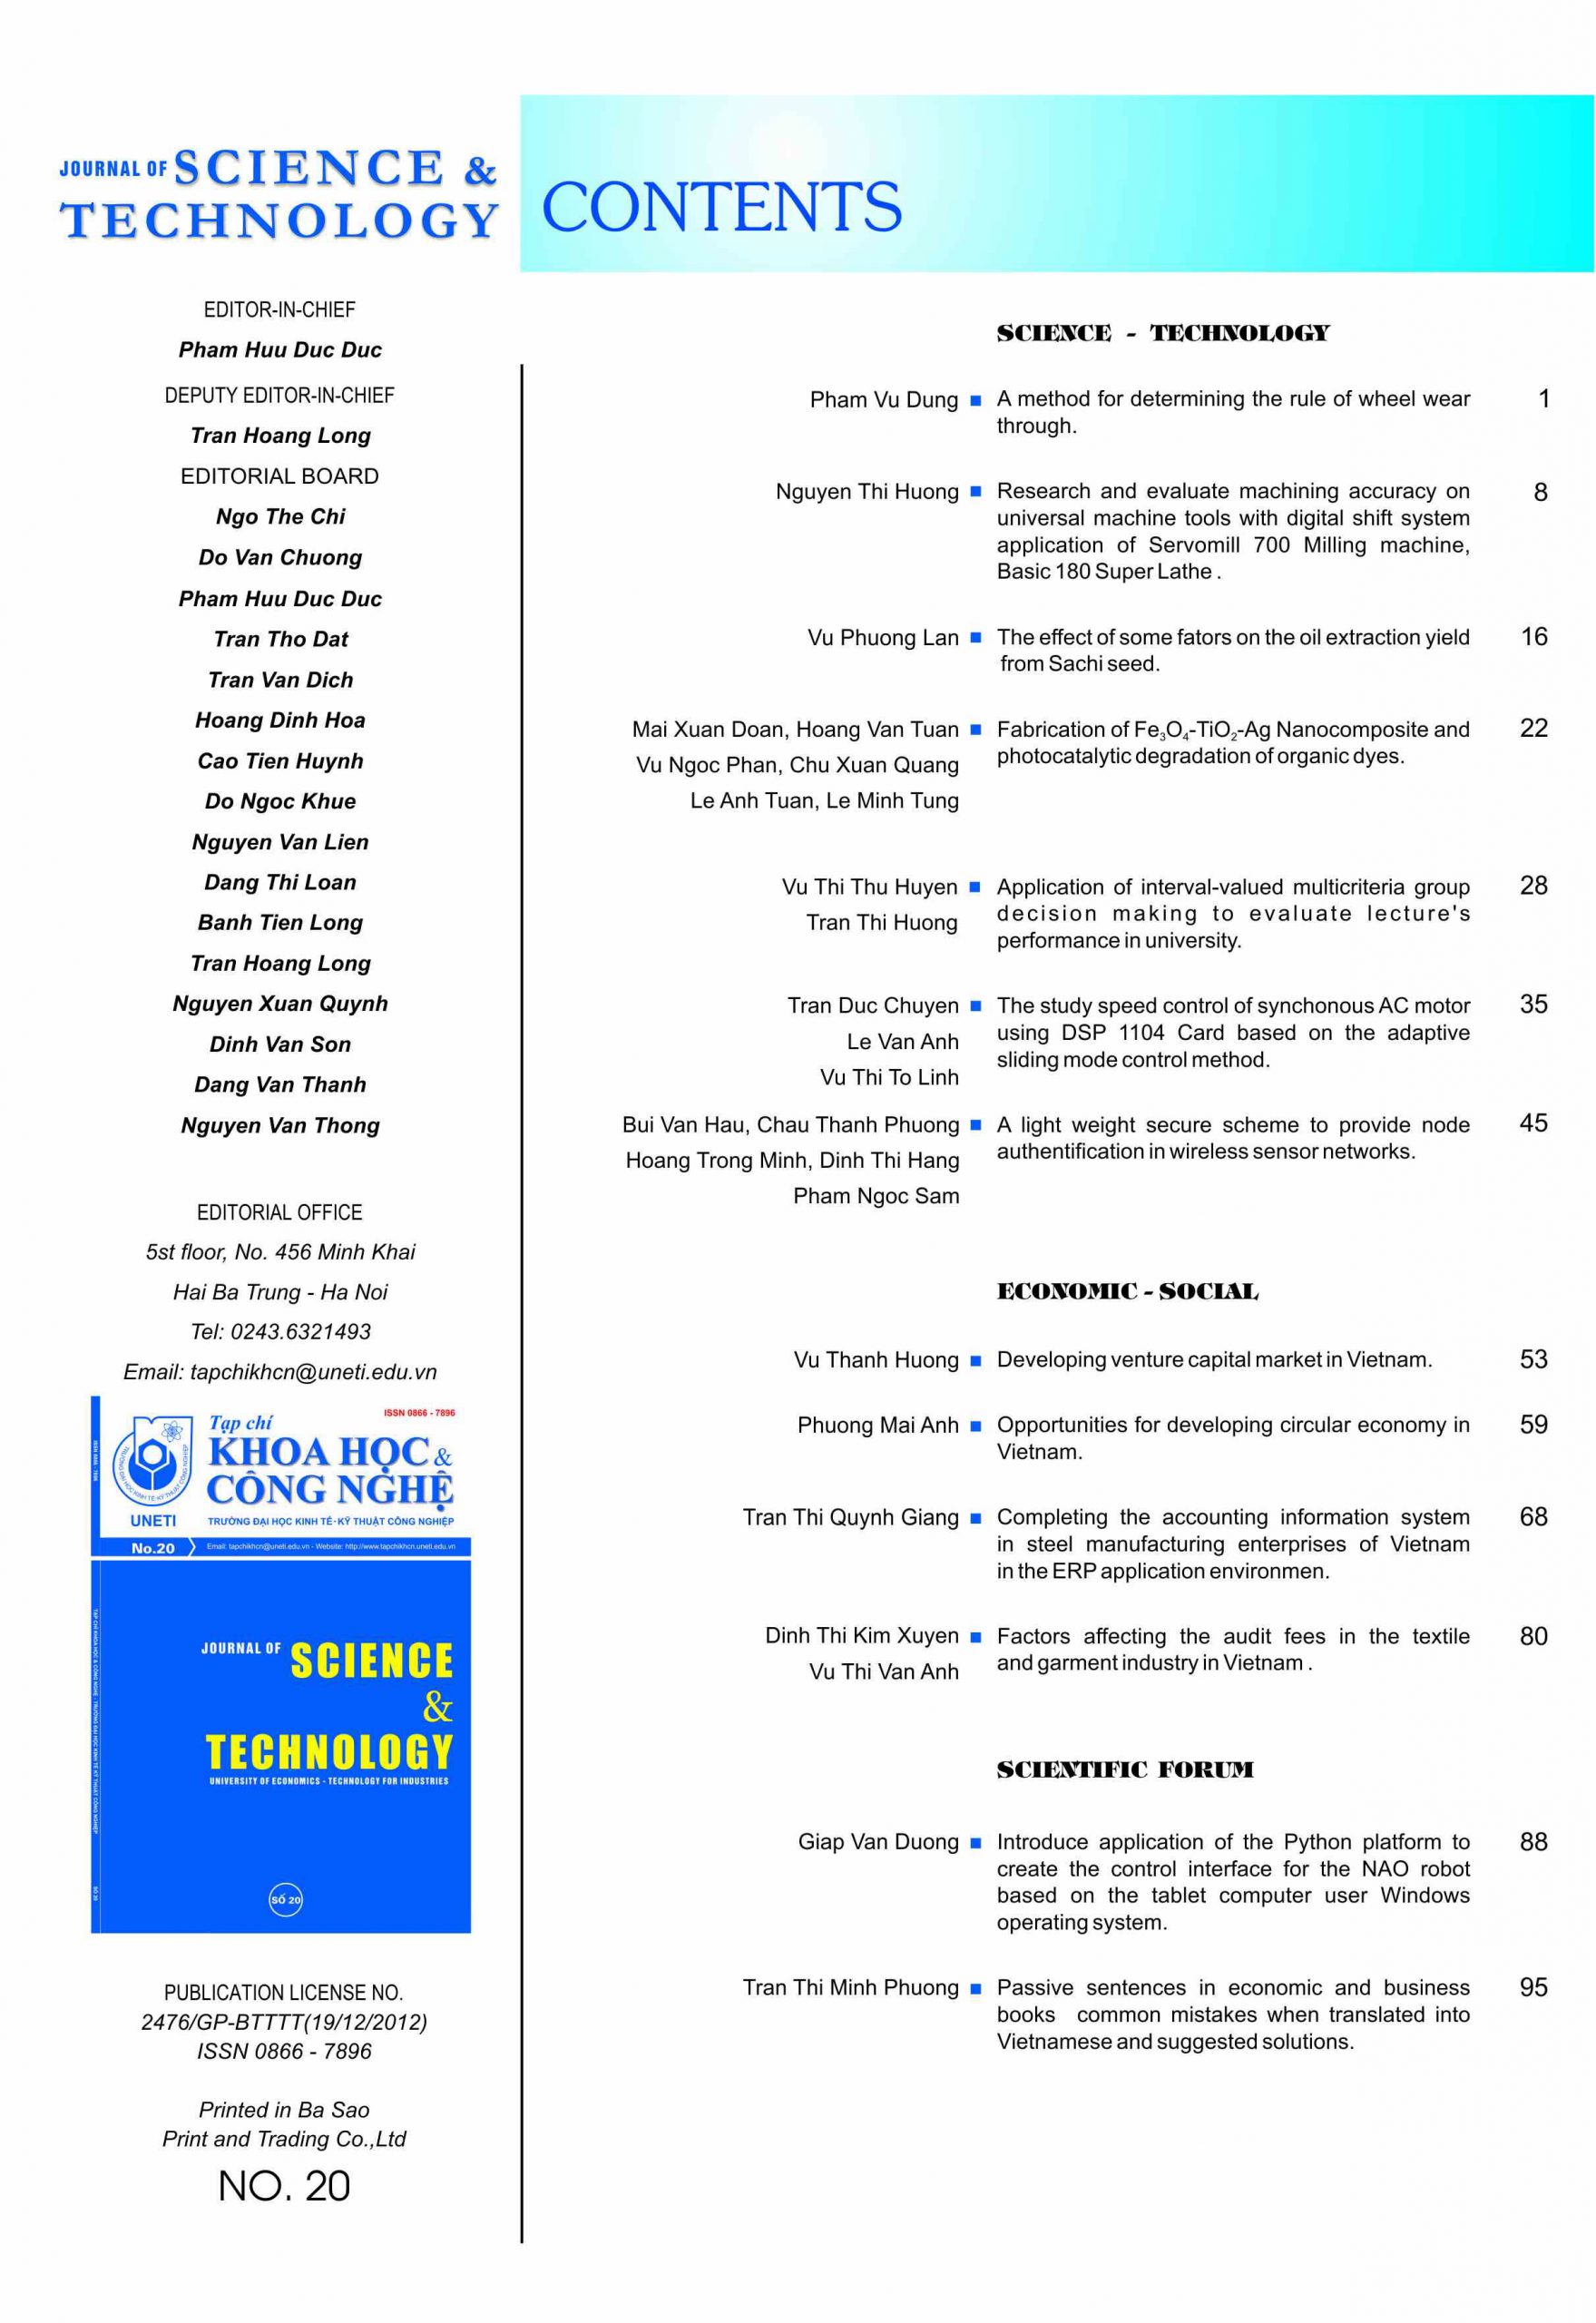 JOURNAL OF SCIENCE &
TECHNOLOGY
CONTENTS
EDITOR-IN-CHIEF
Pham Huu Duc Duc
DEPUTY EDITOR-IN-CHIEF
Tran Hoang Long
EDITORIAL BOARD
Ngo The Chi
Do Van Chuong
Pham Huu Duc Duc
Tran Tho Dat
Tran Van Dich
Hoang Dinh Hoa
Cao Tien Huynh
Do Ngoc Khue
Nguyen Van Lien
Dang Thi Loan
Banh Tien Long
Tran Hoang Long
Nguyen Xuan Quynh
Dinh Van Son
Dang Van Thanh
Nguyen Van Thong
EDITORIAL OFFICE
5st floor, No. 456 Minh Khai
Hai Ba Trung - Ha Noi
Tel: 0243.6321493
Email: tapchikhcn@uneti.edu.vn
ISSN 0866 - 7896
Tạp chí
KHOA HỌC &
CÔNG NGHỆ
UNETI
TRƯỜNG ĐẠI HỌC KINH TẾ - KỸ THUẬT CÔNG NGHIỆP
No.20
Email: tapchikhcn@uneti.edu.vn - Website: http://www.tapchikhcn.uneti.edu.vn
JOURNAL OF SCIENCE
&
TECHNOLOGY
UNIVERSITY OF ECONOMICS - TECHNOLOGY FOR INDUSTRIES
SỐ 20
PUBLICATION LICENSE NO.
2476/GP-BTTTT(19/12/2012)
ISSN 0866 - 7896
Printed in Ba Sao
Print and Trading Co.,Ltd
NO. 20
SCIENCE - TECHNOLOGY
Pham Vu Dung ■ A method for determining the rule of wheel wear 1
through.
Nguyen Thi Huong ■ Research and evaluate machining accuracy on 8
universal machine tools with digital shift system
application of Servomill 700 Milling machine,
Basic 180 Super Lathe .
Vu Phuong Lan ■ The effect of some fators on the oil extraction yield 16
from Sachi seed.
Mai Xuan Doan, Hoang Van Tuan ■ Fabrication of Fe₃O₄-TiO₂-Ag Nanocomposite and 22
Vu Ngoc Phan, Chu Xuan Quang photocatalytic degradation of organic dyes.
Le Anh Tuan, Le Minh Tung
Vu Thi Thu Huyen ■ Application of interval-valued multicriteria group 28
Tran Thi Huong decision making to evaluate lecture's
performance in university.
Tran Duc Chuyen ■ The study speed control of synchonous AC motor 35
Le Van Anh using DSP 1104 Card based on the adaptive
Vu Thi To Linh sliding mode control method.
Bui Van Hau, Chau Thanh Phuong ■ A light weight secure scheme to provide node 45
Hoang Trong Minh, Dinh Thi Hang authentification in wireless sensor networks.
Pham Ngoc Sam
ECONOMIC - SOCIAL
Vu Thanh Huong ■ Developing venture capital market in Vietnam. 53
Phuong Mai Anh ■ Opportunities for developing circular economy in 59
Vietnam.
Tran Thi Quynh Giang ■ Completing the accounting information system 68
in steel manufacturing enterprises of Vietnam
in the ERP application environmen.
Dinh Thi Kim Xuyen ■ Factors affecting the audit fees in the textile 80
Vu Thi Van Anh and garment industry in Vietnam .
SCIENTIFIC FORUM
Giap Van Duong ■ Introduce application of the Python platform to 88
create the control interface for the NAO robot
based on the tablet computer user Windows
operating system.
Tran Thi Minh Phuong ■ Passive sentences in economic and business 95
books common mistakes when translated into
Vietnamese and suggested solutions.